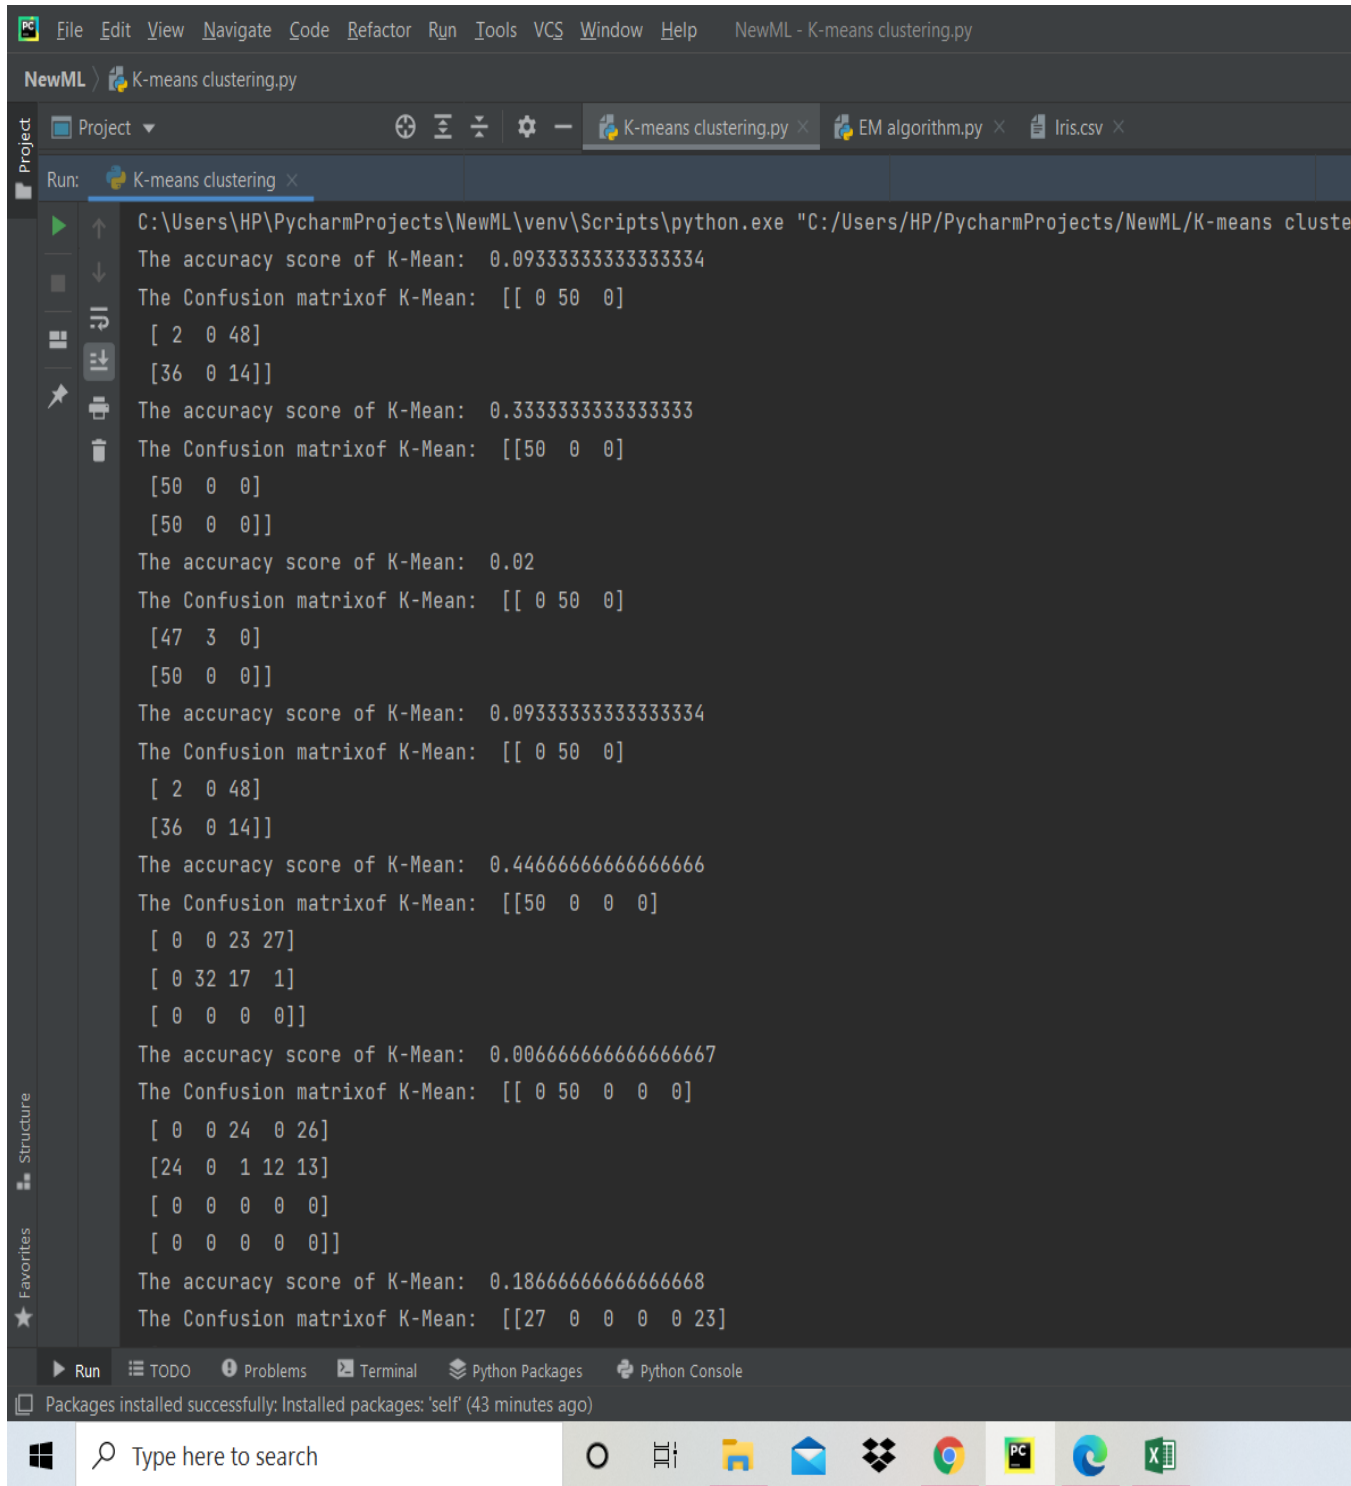 File Edit View Navigate Code Refactor Run Tools VCS Window Help NewML - K-means clustering.py
NewML K-means clustering.py
Project
Project K-means clustering.py EM algorithm.py Iris.csv
Run: K-means clustering
C:\Users\HP\PycharmProjects\NewML\venv\Scripts\python.exe "C:/Users/HP/PycharmProjects/NewML/K-means cluste
The accuracy score of K-Mean:  0.09333333333333334
The Confusion matrixof K-Mean:  [[ 0 50  0]
 [ 2  0 48]
 [36  0 14]]
The accuracy score of K-Mean:  0.3333333333333333
The Confusion matrixof K-Mean:  [[50  0  0]
 [50  0  0]
 [50  0  0]]
The accuracy score of K-Mean:  0.02
The Confusion matrixof K-Mean:  [[ 0 50  0]
 [47  3  0]
 [50  0  0]]
The accuracy score of K-Mean:  0.09333333333333334
The Confusion matrixof K-Mean:  [[ 0 50  0]
 [ 2  0 48]
 [36  0 14]]
The accuracy score of K-Mean:  0.44666666666666666
The Confusion matrixof K-Mean:  [[50  0  0  0]
 [ 0  0 23 27]
 [ 0 32 17  1]
 [ 0  0  0  0]]
The accuracy score of K-Mean:  0.006666666666666667
The Confusion matrixof K-Mean:  [[ 0 50  0  0  0]
 [ 0  0 24  0 26]
 [24  0  1 12 13]
 [ 0  0  0  0  0]
 [ 0  0  0  0  0]]
The accuracy score of K-Mean:  0.18666666666666668
The Confusion matrixof K-Mean:  [[27  0  0  0  0 23]
Structure
Favorites
Run TODO Problems Terminal Python Packages Python Console
Packages installed successfully: Installed packages: 'self' (43 minutes ago)
Type here to search